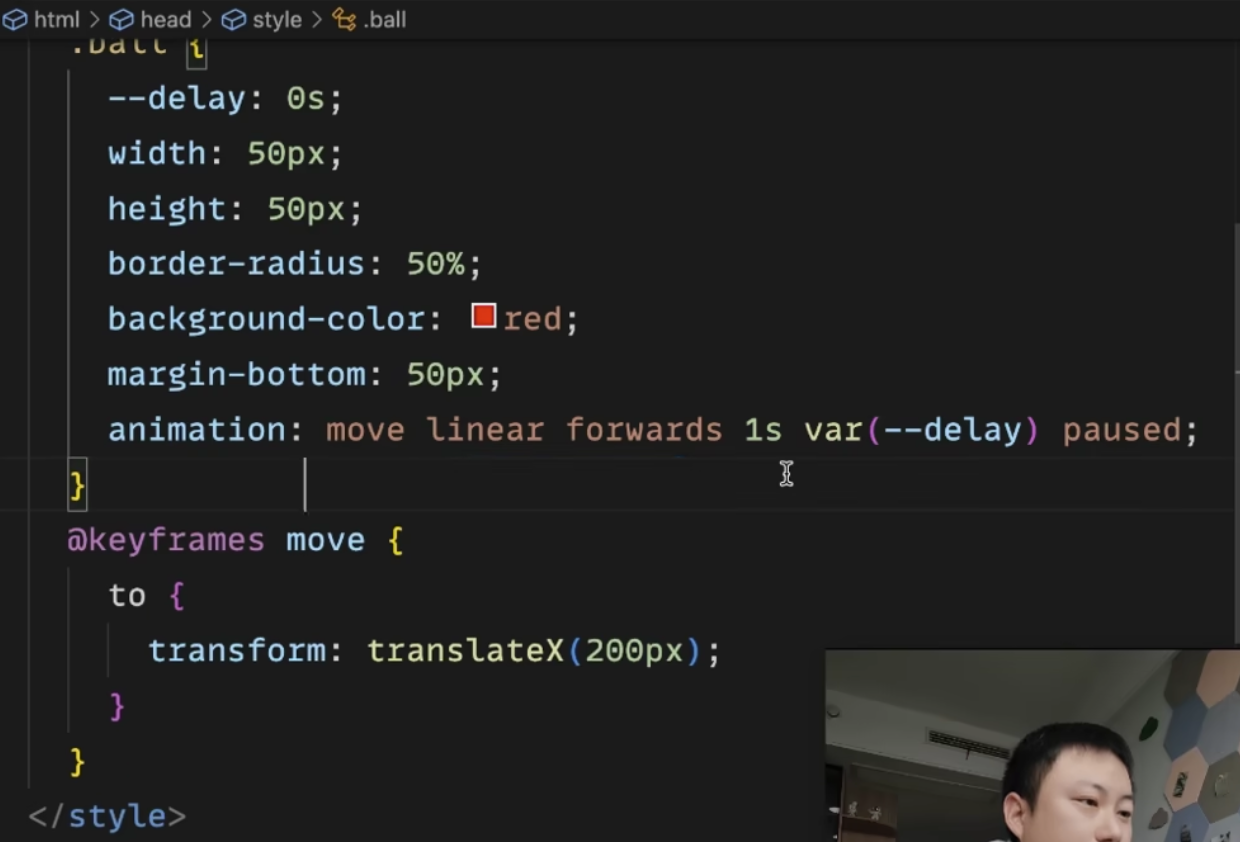 html > head > style > .ball
.ball {
--delay: 0s;
width: 50px;
height: 50px;
border-radius: 50%;
background-color: red;
margin-bottom: 50px;
animation: move linear forwards 1s var(--delay) paused;
}
@keyframes move {
to {
transform: translateX(200px);
}
}
</style>